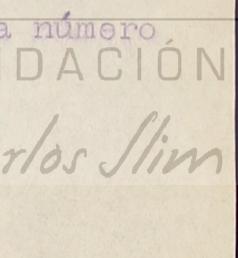 a número
DACIÓN
rlos Slim